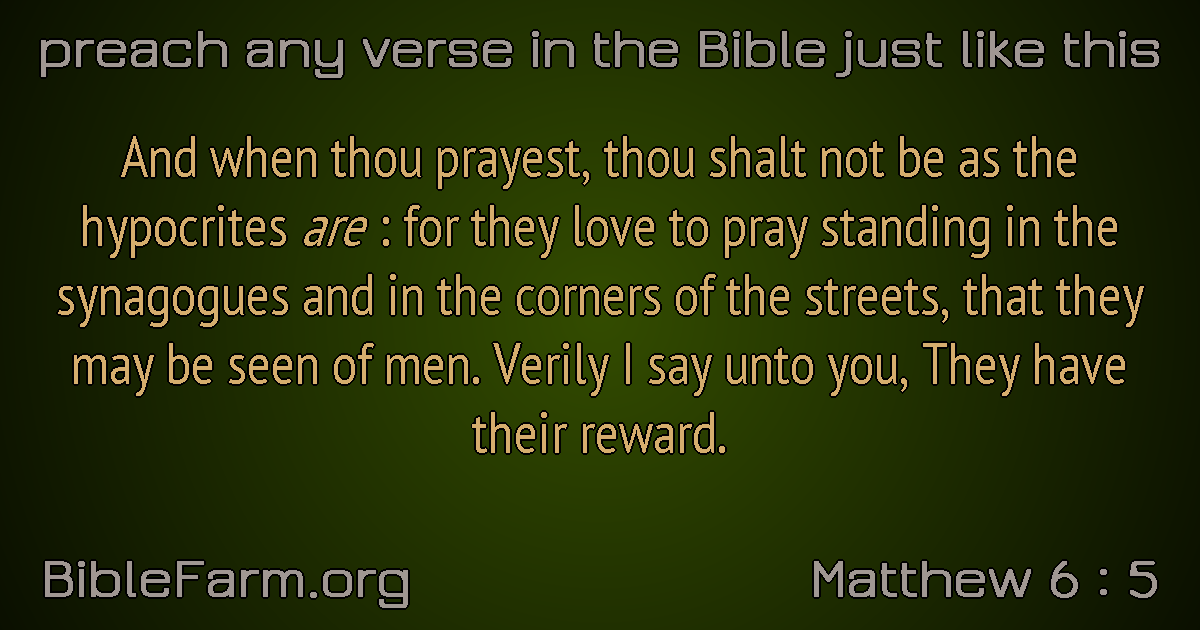 preach any verse in the Bible just like this
And when thou prayest, thou shalt not be as the
hypocrites are : for they love to pray standing in the
synagogues and in the corners of the streets, that they
may be seen of men. Verily I say unto you, They have
their reward.
BibleFarm.org
Matthew 6 : 5